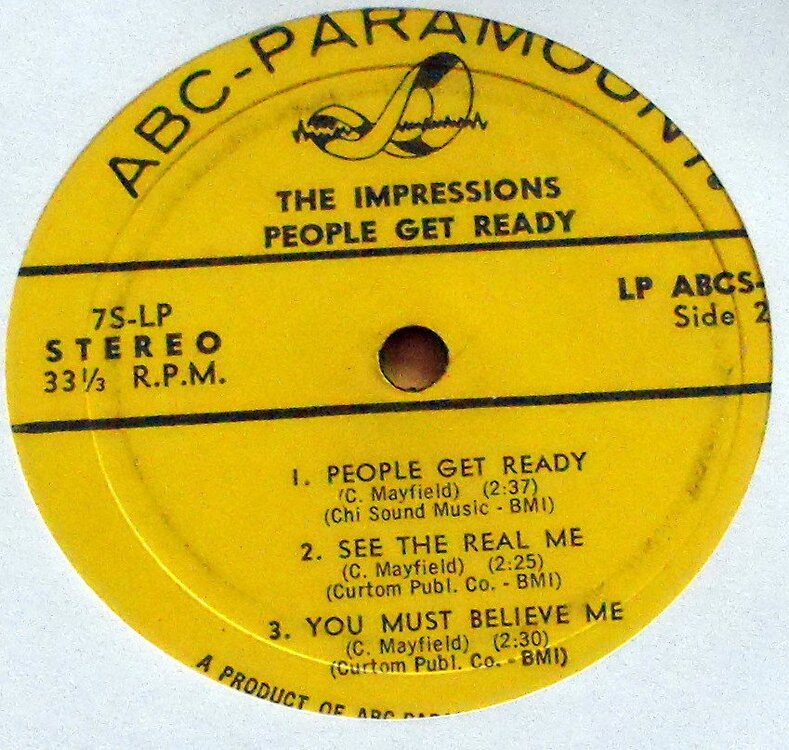 ABC-PARAMOUNT
THE IMPRESSIONS
PEOPLE GET READY
7S-LP
STEREO
33⅓ R.P.M.
LP ABCS-
Side 2
1. PEOPLE GET READY
(C. Mayfield) (2:37)
(Chi Sound Music - BMI)
2. SEE THE REAL ME
(C. Mayfield) (2:25)
(Curtom Publ. Co. - BMI)
3. YOU MUST BELIEVE ME
(C. Mayfield) (2:30)
(Curtom Publ. Co. - BMI)
A PRODUCT OF ABC